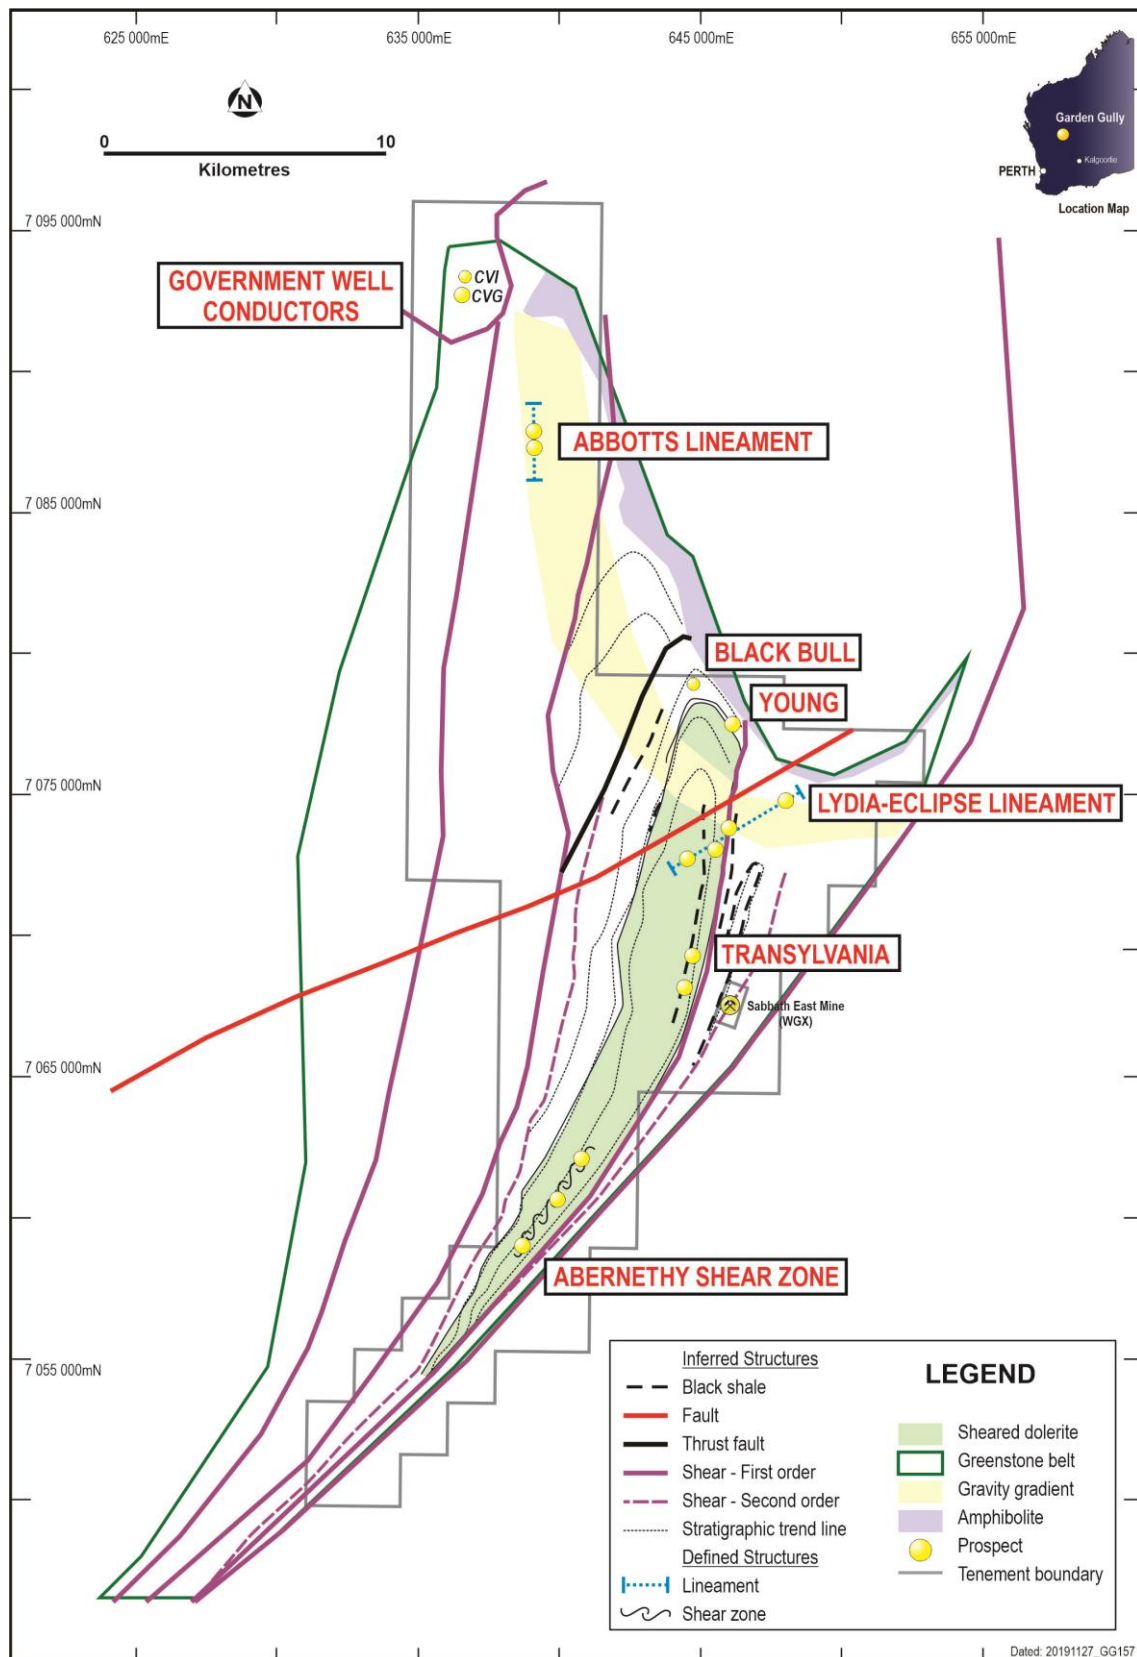 625 000mE
635 000mE
645 000mE
655 000mE
N
0
10
Kilometres
Garden Gully
Kalgoorlie
PERTH
Location Map
7 095 000mN
GOVERNMENT WELL
CONDUCTORS
CVI
CVG
ABBOTTS LINEAMENT
7 085 000mN
BLACK BULL
YOUNG
7 075 000mN
LYDIA-ECLIPSE LINEAMENT
TRANSYLVANIA
Sabbath East Mine
(WGX)
7 065 000mN
ABERNETHY SHEAR ZONE
7 055 000mN
Inferred Structures
Black shale
Fault
Thrust fault
Shear - First order
Shear - Second order
Stratigraphic trend line
Defined Structures
Lineament
Shear zone
LEGEND
Sheared dolerite
Greenstone belt
Gravity gradient
Amphibolite
Prospect
Tenement boundary
Dated: 20191127_GG157